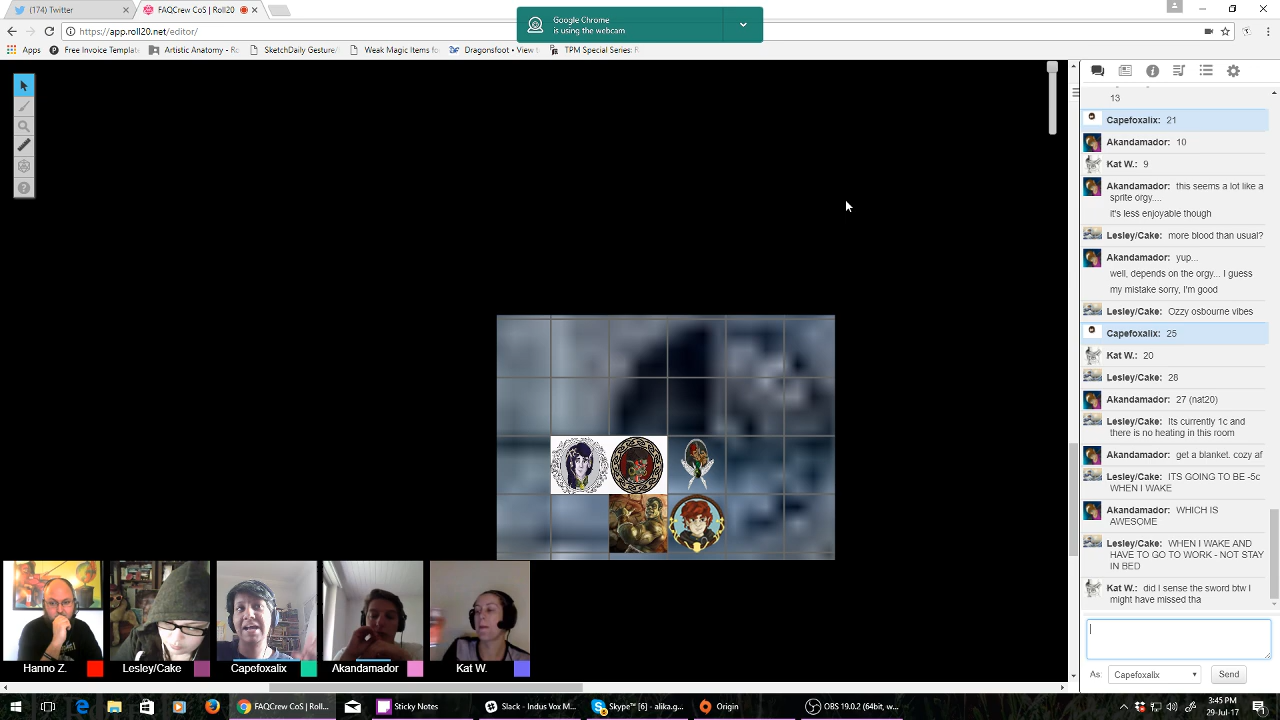 (174) Twitter
FAQCrew CoS | Roll20
Google Chrome
is using the webcam
https://app.roll20.net/editor/
Apps
Free Invoice Templat
Artistic Anatomy - Ro
SketchDaily Gesture/F
Weak Magic Items for
Dragonsfoot • View t
TPM Special Series: R
13
Capefoxalix: 21
Akandamador: 10
Kat W.: 9
Akandamador: this seems a lot like a
sprite orgy....
it's less enjoyable though
Lesley/Cake: more blood than usual?
Akandamador: yup...
well, depends on the orgy... I guess
my mistake sorry, I'm good
Lesley/Cake: Ozzy osbourne vibes
Capefoxalix: 25
Kat W.: 20
Lesley/Cake: 26
Akandamador: 27 (nat20)
Lesley/Cake: Its currently 1c and
there is no heating in this room
Akandamador: get a blanket. cozy af
Lesley/Cake: ITS GOING TO BE -5c
WHEN I WAKE
Akandamador: WHICH IS
AWESOME
Lesley/Cake: WHEN I WAKE AND
HAVE TO GO TO WORK - NOT STAY
IN BED
Kat W.: did I sense the sword btw I
might have missed tha
As:
Capefoxalix
Send
Hanno Z.
Lesley/Cake
Capefoxalix
Akandamador
Kat W.
FAQCrew CoS | Roll...
Sticky Notes
Slack - Indus Vox M...
Skype™ [6] - alika.g...
Origin
OBS 19.0.2 (64bit, w...
3:45 PM
29-Jul-17